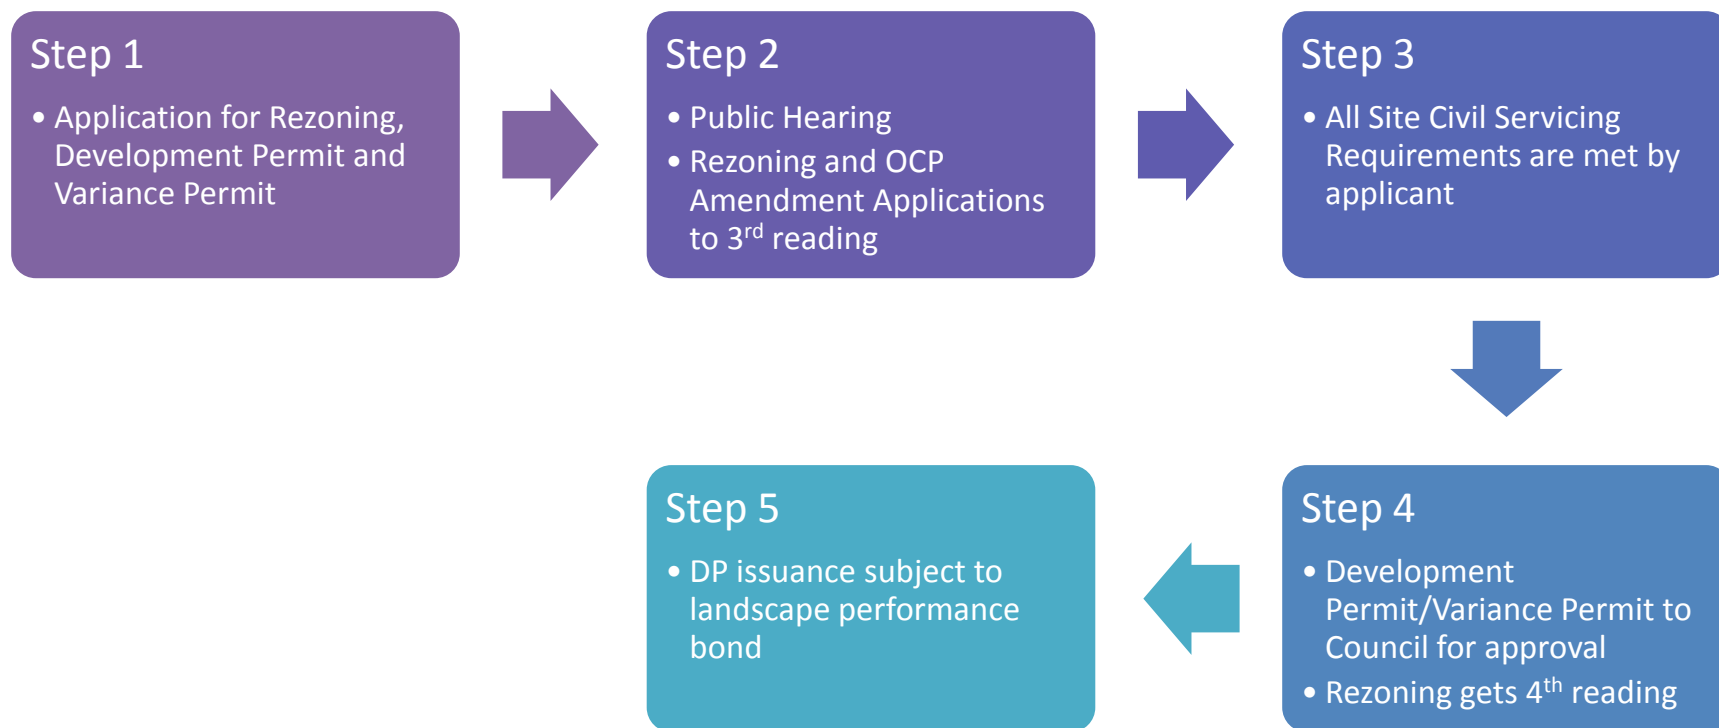 Step 1
• Application for Rezoning,
Development Permit and
Variance Permit
Step 2
• Public Hearing
• Rezoning and OCP
Amendment Applications
to 3rd reading
Step 3
• All Site Civil Servicing
Requirements are met by
applicant
Step 4
• Development
Permit/Variance Permit to
Council for approval
• Rezoning gets 4th reading
Step 5
• DP issuance subject to
landscape performance
bond